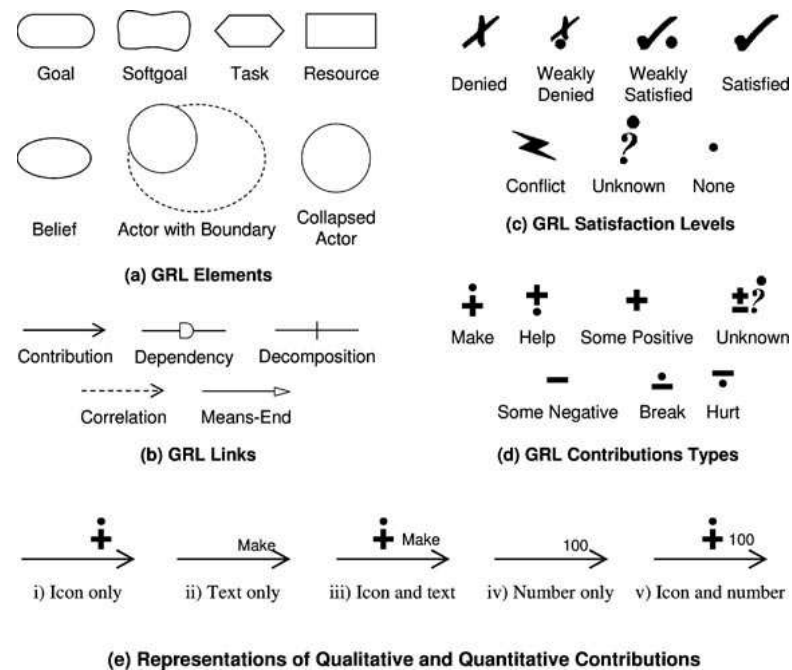 Goal Softgoal Task Resource
Belief Actor with Boundary Collapsed
Actor
(a) GRL Elements
Contribution Dependency Decomposition
Correlation Means-End
(b) GRL Links
Denied Weakly
Denied Weakly
Satisfied Satisfied
Conflict Unknown None
(c) GRL Satisfaction Levels
Make Help Some Positive Unknown
Some Negative Break Hurt
(d) GRL Contributions Types
Make Make 100 100
i) Icon only ii) Text only iii) Icon and text iv) Number only v) Icon and number
(e) Representations of Qualitative and Quantitative Contributions